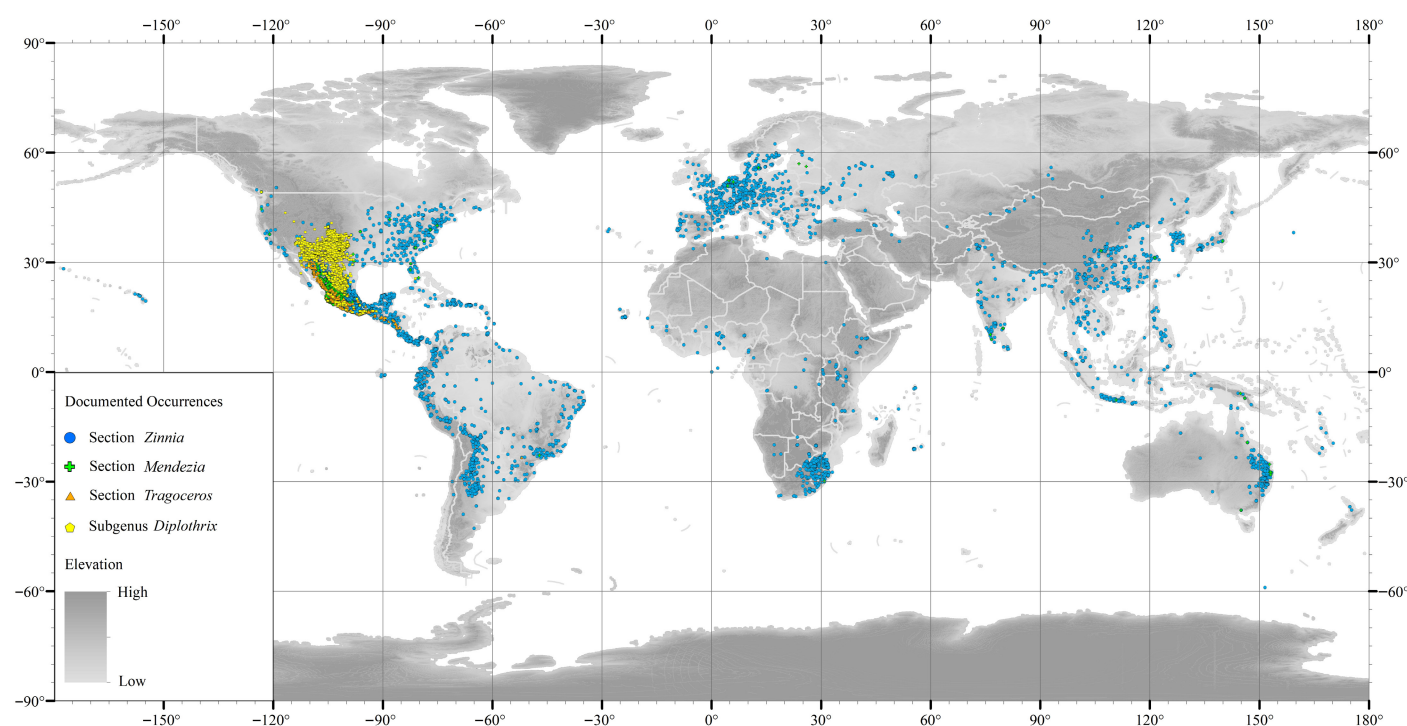 −150° −120° −90° −60° −30° 0° 30° 60° 90° 120° 150° 180°
90° 90°
60° 60°
30° 30°
0° 0°
Documented Occurrences
Section Zinnia
Section Mendezia
−30° −30°
Section Tragoceros
Subgenus Diplothrix
Elevation
High
−60° −60°
Low
−90° −90°
−150° −120° −90° −60° −30° 0° 30° 60° 90° 120° 150° 180°